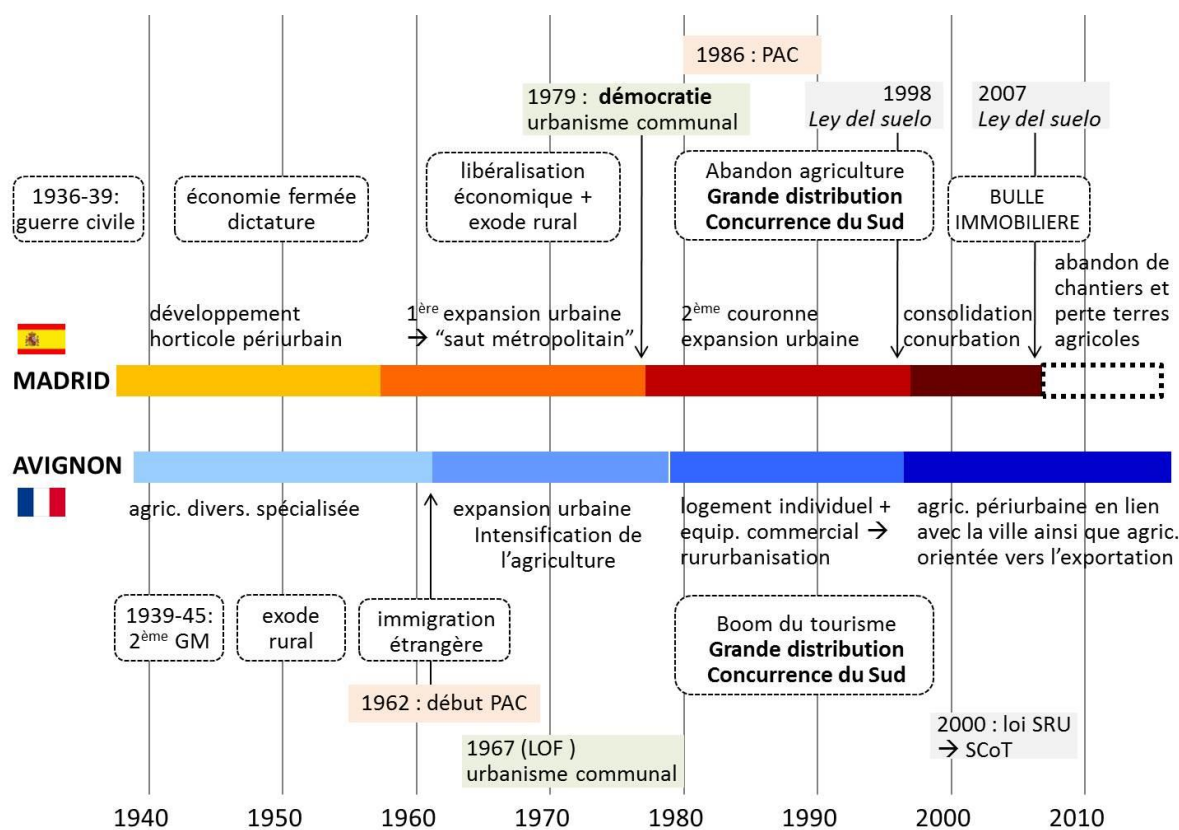 1986 : PAC
1979 : démocratie
urbanisme communal
1998
Ley del suelo
2007
Ley del suelo
1936-39:
guerre civile
économie fermée
dictature
libéralisation
économique +
exode rural
Abandon agriculture
Grande distribution
Concurrence du Sud
BULLE
IMMOBILIERE
développement
horticole périurbain
1ère expansion urbaine
→ “saut métropolitain”
2ème couronne
expansion urbaine
consolidation
conurbation
abandon de
chantiers et
perte terres
agricoles
MADRID
AVIGNON
agric. divers. spécialisée
expansion urbaine
Intensification de
l’agriculture
logement individuel +
equip. commercial →
rururbanisation
agric. périurbaine en lien
avec la ville ainsi que agric.
orientée vers l’exportation
1939-45:
2ème GM
exode
rural
immigration
étrangère
Boom du tourisme
Grande distribution
Concurrence du Sud
1962 : début PAC
1967 (LOF )
urbanisme communal
2000 : loi SRU
→ SCoT
1940 1950 1960 1970 1980 1990 2000 2010